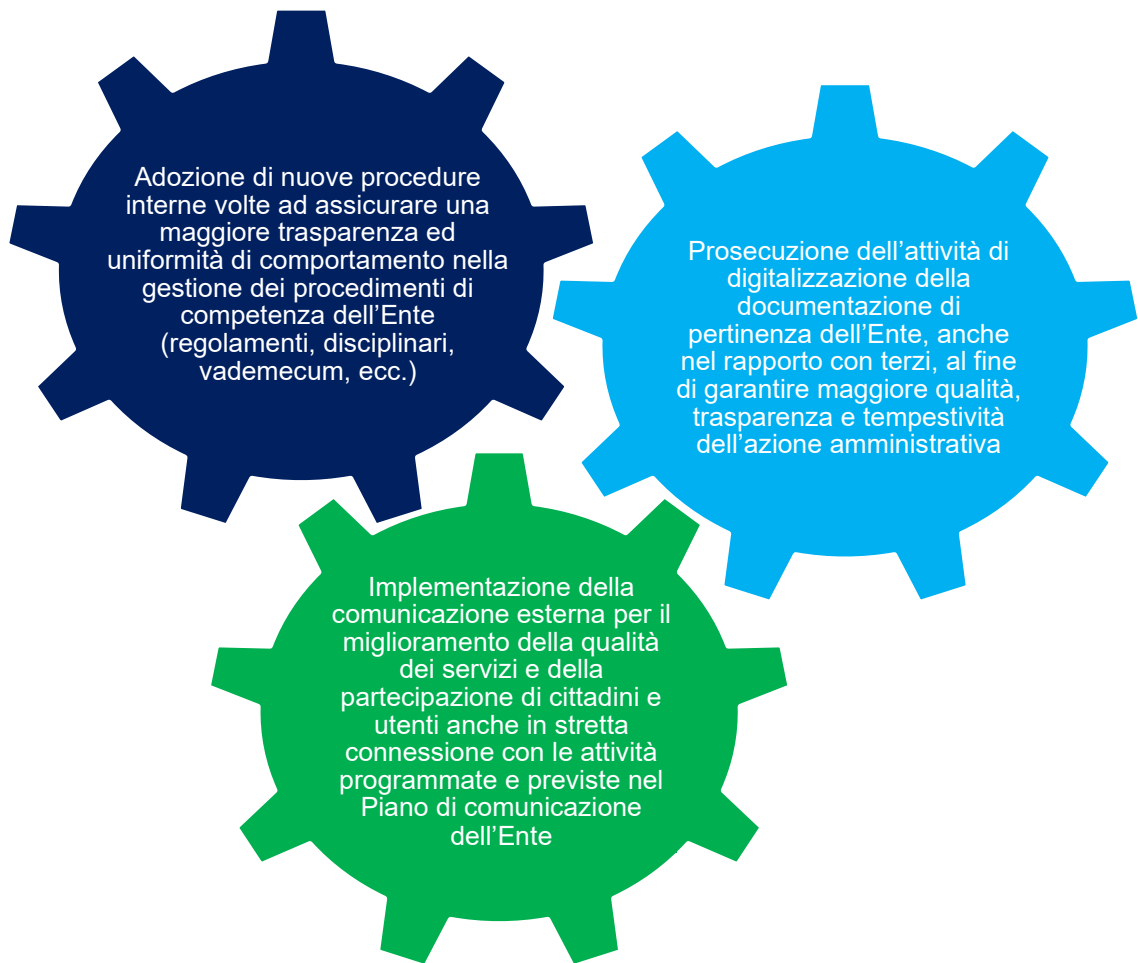 Adozione di nuove procedure
interne volte ad assicurare una
maggiore trasparenza ed
uniformità di comportamento nella
gestione dei procedimenti di
competenza dell’Ente
(regolamenti, disciplinari,
vademecum, ecc.)
Prosecuzione dell’attività di
digitalizzazione della
documentazione di
pertinenza dell’Ente, anche
nel rapporto con terzi, al fine
di garantire maggiore qualità,
trasparenza e tempestività
dell’azione amministrativa
Implementazione della
comunicazione esterna per il
miglioramento della qualità
dei servizi e della
partecipazione di cittadini e
utenti anche in stretta
connessione con le attività
programmate e previste nel
Piano di comunicazione
dell’Ente